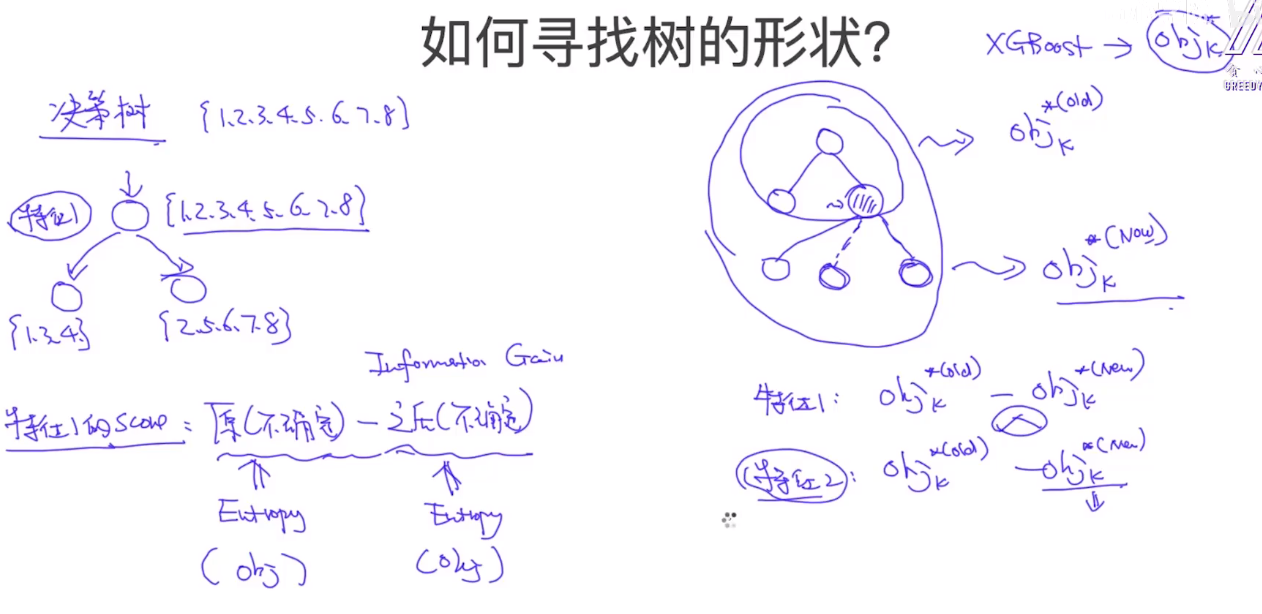 如何寻找树的形状?
XGBoost → obj_K^*
GREEDY
决策树 {1.2.3.4.5.6.7.8}
特征1 {1.2.3.4.5.6.7.8}
{1.3.4} {2.5.6.7.8}
Information Gain
特征1的Score: 原(不确定) - 之后(不确定)
Entropy Entropy
(obj) (obj)
obj_K^*(old)
obj_K^*(Now)
特征1: obj_K^*(old) - obj_K^*(New)
特征2: obj_K^*(old) - obj_K^*(New)